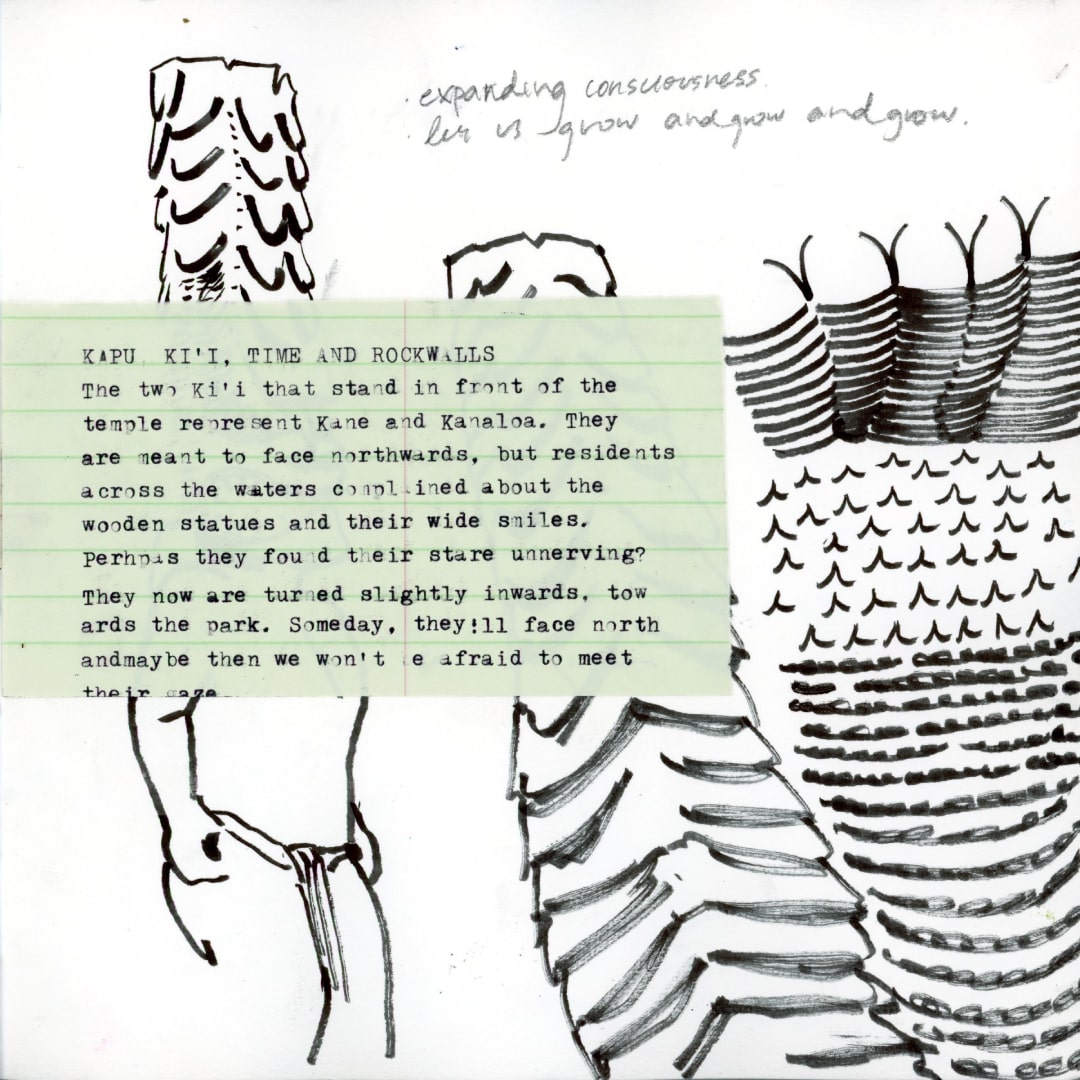 expanding consciousness.
let us grow and grow and grow.
KAPU, KI'I, TIME AND ROCKWALLS
The two Ki'i that stand in front of the
temple represent Kane and Kanaloa. They
are meant to face northwards, but residents
across the waters complained about the
wooden statues and their wide smiles.
Perhpas they found their stare unnerving?
They now are turned slightly inwards, tow
ards the park. Someday, they!ll face north
andmaybe then we won't be afraid to meet
their gaze